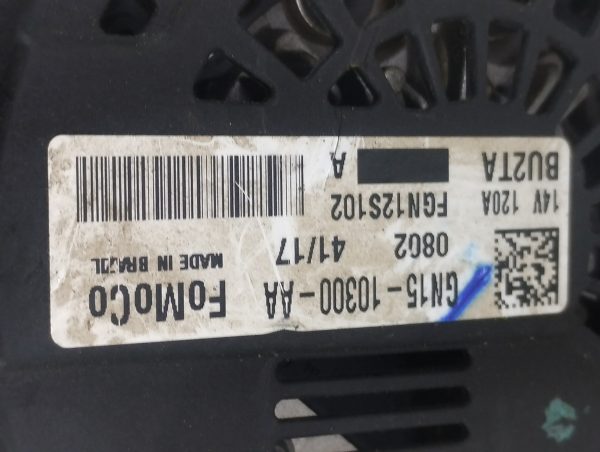 GN15-10300-AA
FoMoCo
0802
41/17
MADE IN BRAZIL
14V 120A
FGN12S102
BU2TA
A